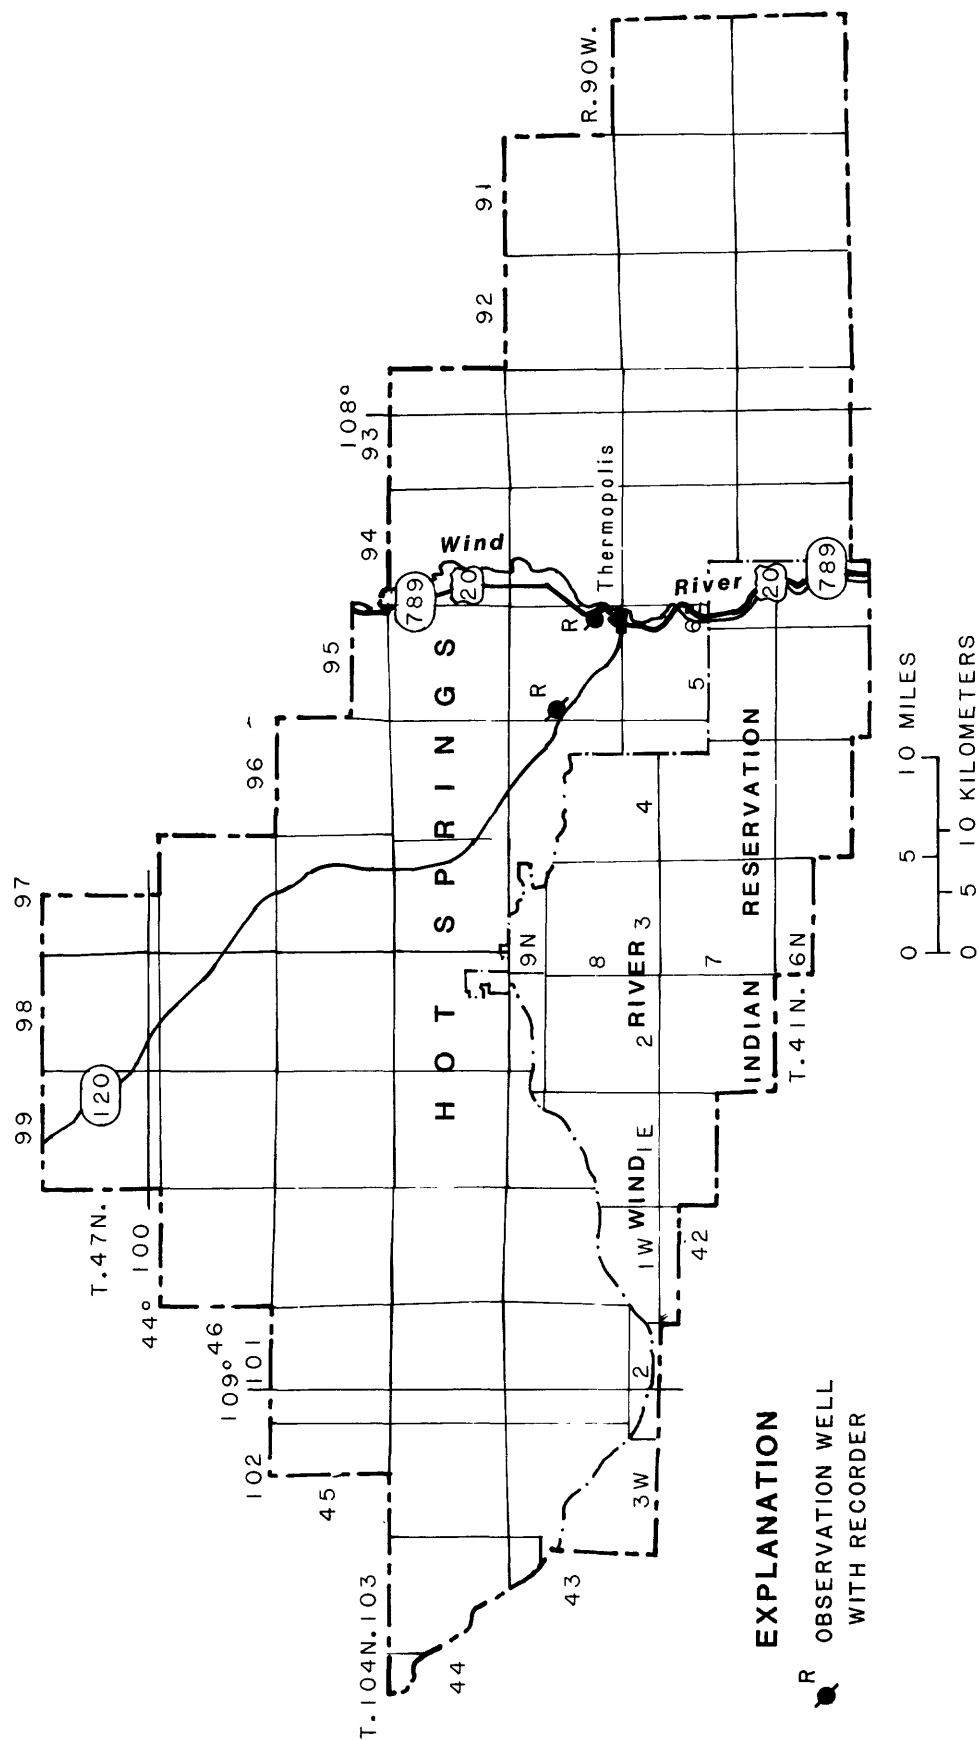 99
98
97
T.47N.
120
100
44°
96
46
95
109°
101
108°
94
93
102
45
789
20
Wind
HOT SPRINGS
92
91
T.104N.103
R.90W.
44
43
R
R
Thermopolis
River
9N
8
4
5
6
3W
2
1W
1E
2
3
WIND RIVER
7
42
INDIAN RESERVATION
20
789
T.41N.
6N
EXPLANATION
R
OBSERVATION WELL
WITH RECORDER
0 5 10 MILES
0 5 10 KILOMETERS